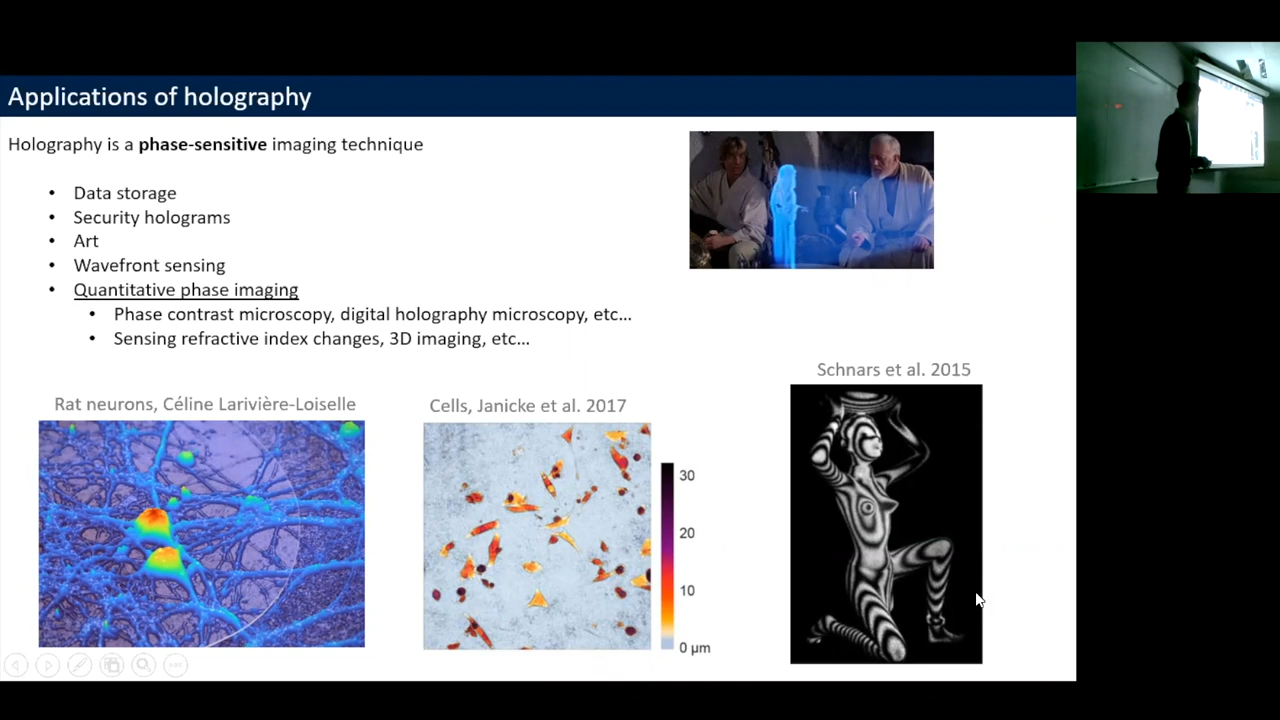 Applications of holography
Holography is a phase-sensitive imaging technique
• Data storage
• Security holograms
• Art
• Wavefront sensing
• Quantitative phase imaging
• Phase contrast microscopy, digital holography microscopy, etc...
• Sensing refractive index changes, 3D imaging, etc...
Schnars et al. 2015
Rat neurons, Céline Larivière-Loiselle
Cells, Janicke et al. 2017
30
20
10
0 µm